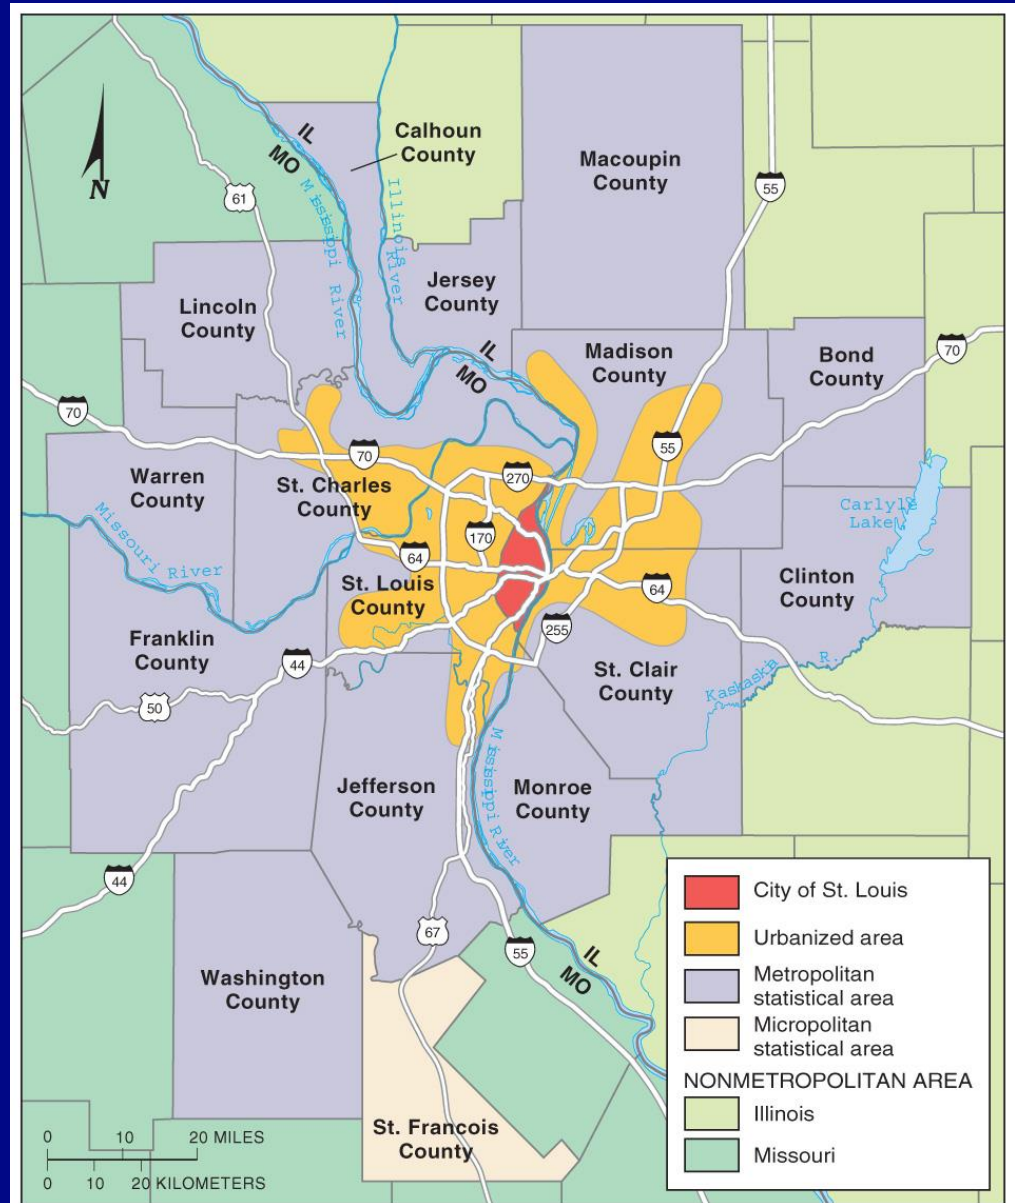 IL
MO
Calhoun
County
Macoupin
County
55
N
61
Mississippi River
Illinois River
Jersey
County
Lincoln
County
IL
MO
Madison
County
Bond
County
70
70
55
70
270
Warren
County
St. Charles
County
Carlyle
Lake
Missouri River
170
64
St. Louis
County
64
Clinton
County
255
Franklin
County
44
St. Clair
County
Kaskaskia R.
50
Mississippi River
Jefferson
County
Monroe
County
44
67
55
IL
MO
Washington
County
St. Francois
County
City of St. Louis
Urbanized area
Metropolitan
statistical area
Micropolitan
statistical area
NONMETROPOLITAN AREA
Illinois
Missouri
0 10 20 MILES
0 10 20 KILOMETERS